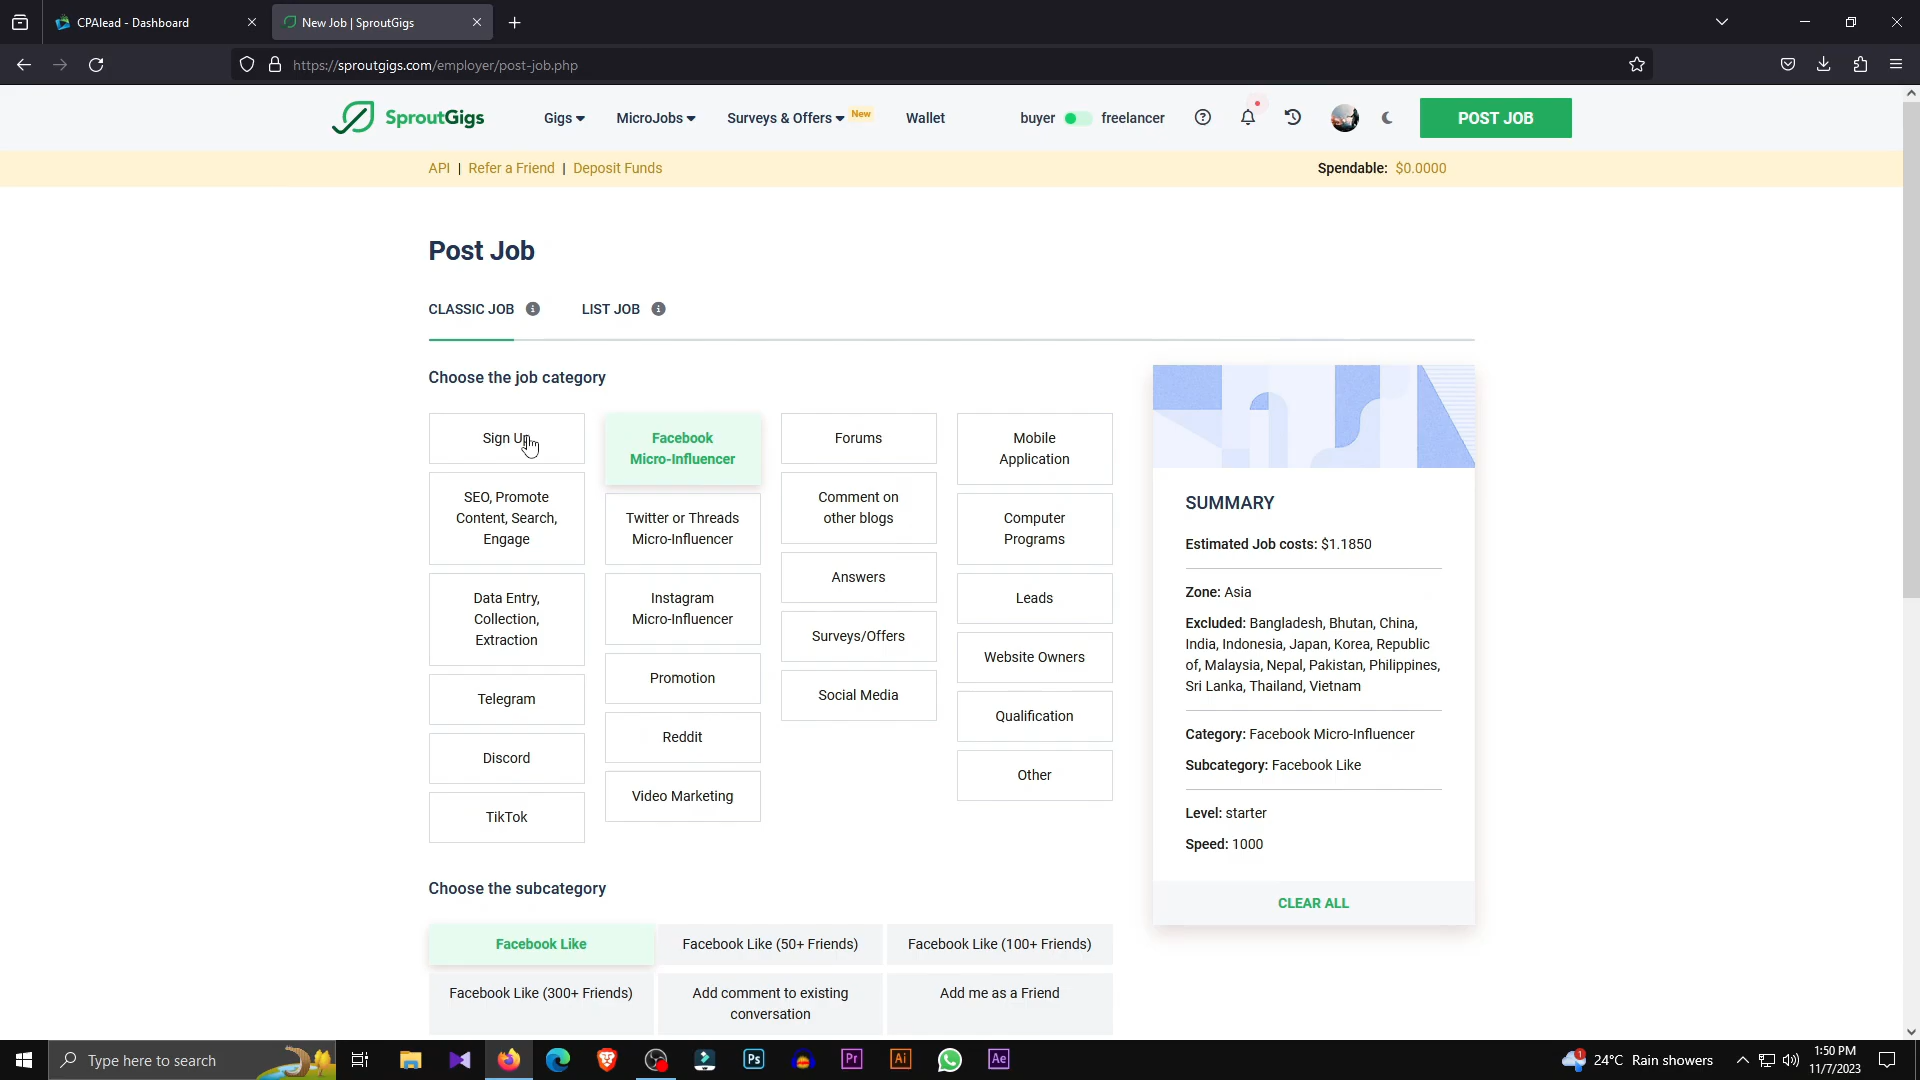 CPAlead - Dashboard
New Job | SproutGigs
https://sproutgigs.com/employer/post-job.php
SproutGigs
Gigs
MicroJobs
Surveys & Offers
New
Wallet
buyer
freelancer
POST JOB
API | Refer a Friend | Deposit Funds
Spendable: $0.0000
Post Job
CLASSIC JOB
LIST JOB
Choose the job category
Sign Up
SEO, Promote
Content, Search,
Engage
Data Entry,
Collection,
Extraction
Telegram
Discord
TikTok
Facebook
Micro-Influencer
Twitter or Threads
Micro-Influencer
Instagram
Micro-Influencer
Promotion
Reddit
Video Marketing
Forums
Comment on
other blogs
Answers
Surveys/Offers
Social Media
Mobile
Application
Computer
Programs
Leads
Website Owners
Qualification
Other
SUMMARY
Estimated Job costs: $1.1850
Zone: Asia
Excluded: Bangladesh, Bhutan, China,
India, Indonesia, Japan, Korea, Republic
of, Malaysia, Nepal, Pakistan, Philippines,
Sri Lanka, Thailand, Vietnam
Category: Facebook Micro-Influencer
Subcategory: Facebook Like
Level: starter
Speed: 1000
CLEAR ALL
Choose the subcategory
Facebook Like
Facebook Like (50+ Friends)
Facebook Like (100+ Friends)
Facebook Like (300+ Friends)
Add comment to existing
conversation
Add me as a Friend
Type here to search
Ps
Pr
Ai
Ae
1
24°C Rain showers
1:50 PM
11/7/2023